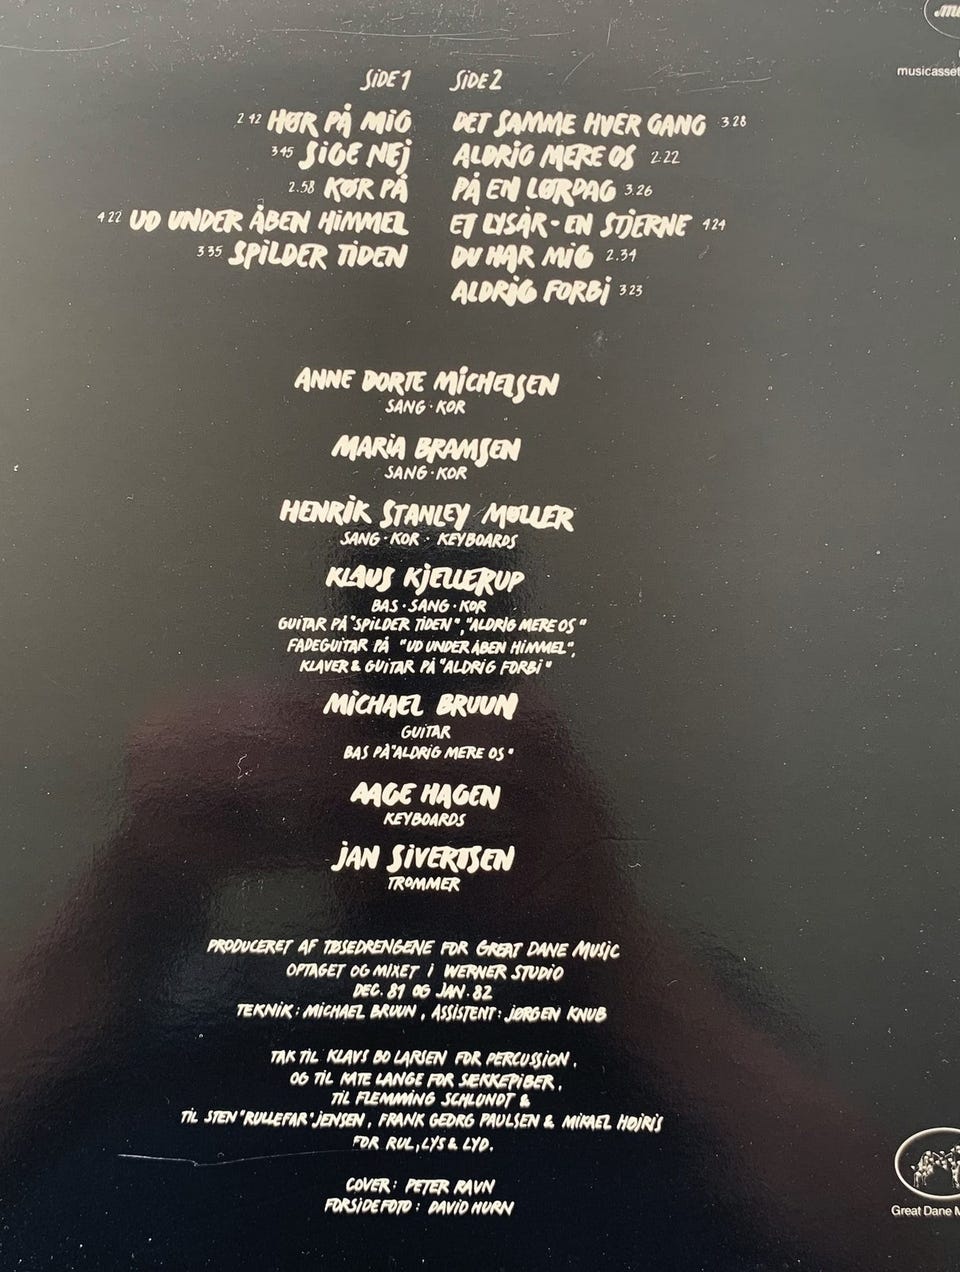 SIDE 1
2 42 HØR PÅ MIG
3 45 SIGE NEJ
2.58 KØR PÅ
4 22 UD UNDER ÅBEN HIMMEL
3 35 SPILDER TIDEN
SIDE 2
DET SAMME HVER GANG 3 28
ALDRIG MERE OS 2.22
PÅ EN LØRDAG 3.26
ET LYSÅR - EN STJERNE 4 24
DU HAR MIG 2.34
ALDRIG FORBI 3.23
ANNE DORTE MICHELSEN
SANG · KOR
MARIA BRAMSEN
SANG · KOR
HENRIK STANLEY MØLLER
SANG · KOR · KEYBOARDS
KLAUS KJELLERUP
BAS · SANG · KOR
GUITAR PÅ "SPILDER TIDEN", "ALDRIG MERE OS"
FADEGUITAR PÅ "UD UNDER ÅBEN HIMMEL",
KLAVER & GUITAR PÅ "ALDRIG FORBI"
MICHAEL BRUUN
GUITAR
BAS PÅ "ALDRIG MERE OS"
AAGE HAGEN
KEYBOARDS
JAN SIVERTSEN
TROMMER
PRODUCERET AF TØSEDRENGENE FOR GREAT DANE MUSIC
OPTAGET OG MIXET I WERNER STUDIO
DEC. 81 OG JAN. 82
TEKNIK: MICHAEL BRUUN, ASSISTENT: JØRGEN KNUB
TAK TIL KLAVS BO LARSEN FOR PERCUSSION,
OG TIL KATE LANGE FOR SÆKKEPIBER,
TIL FLEMMING SCHLUNDT &
TIL STEN "RULLEFAR" JENSEN, FRANK GEORG PAULSEN & MIKAEL HØJRIS
FOR RUL, LYS & LYD.
COVER: PETER RAVN
FORSIDEFOTO: DAVID HURN
me
musicasset
Great Dane M